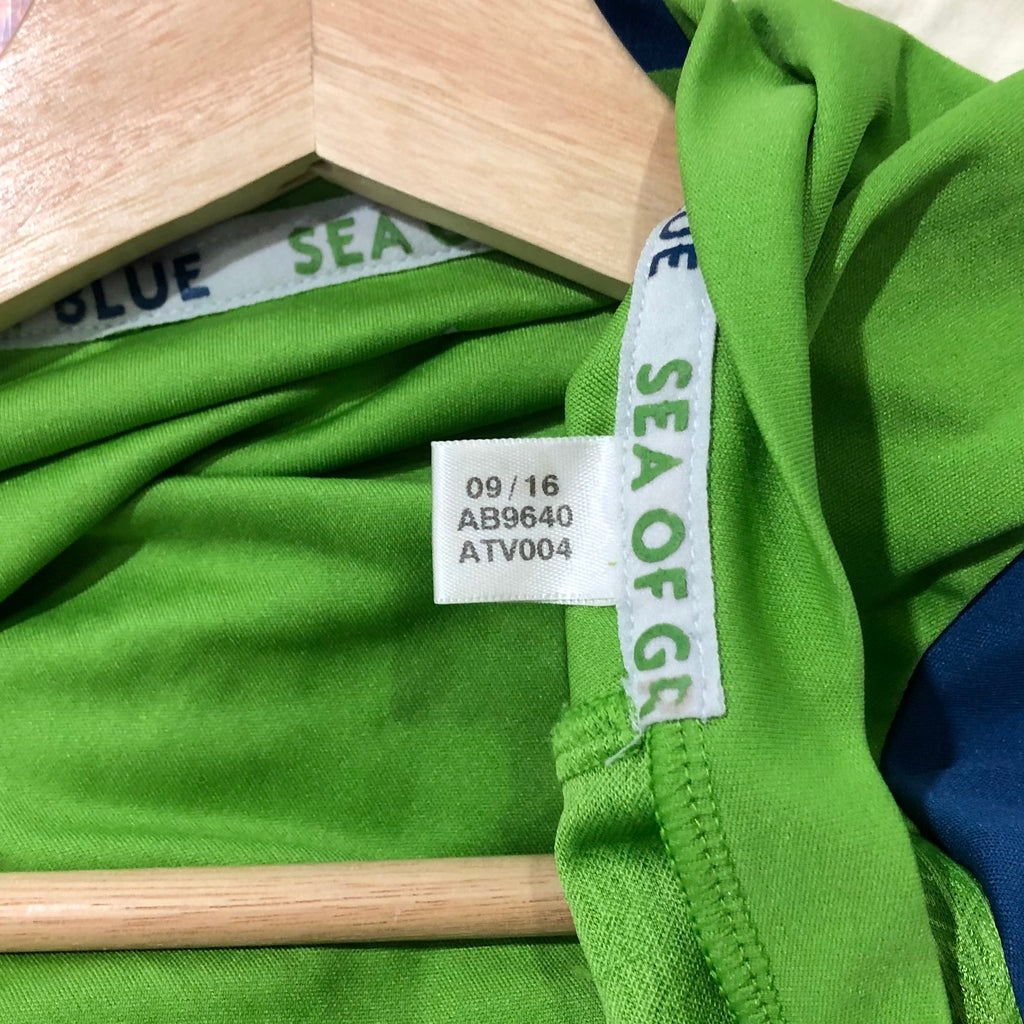 BLUE
SEA
09/16
AB9640
ATV004
SEA OF